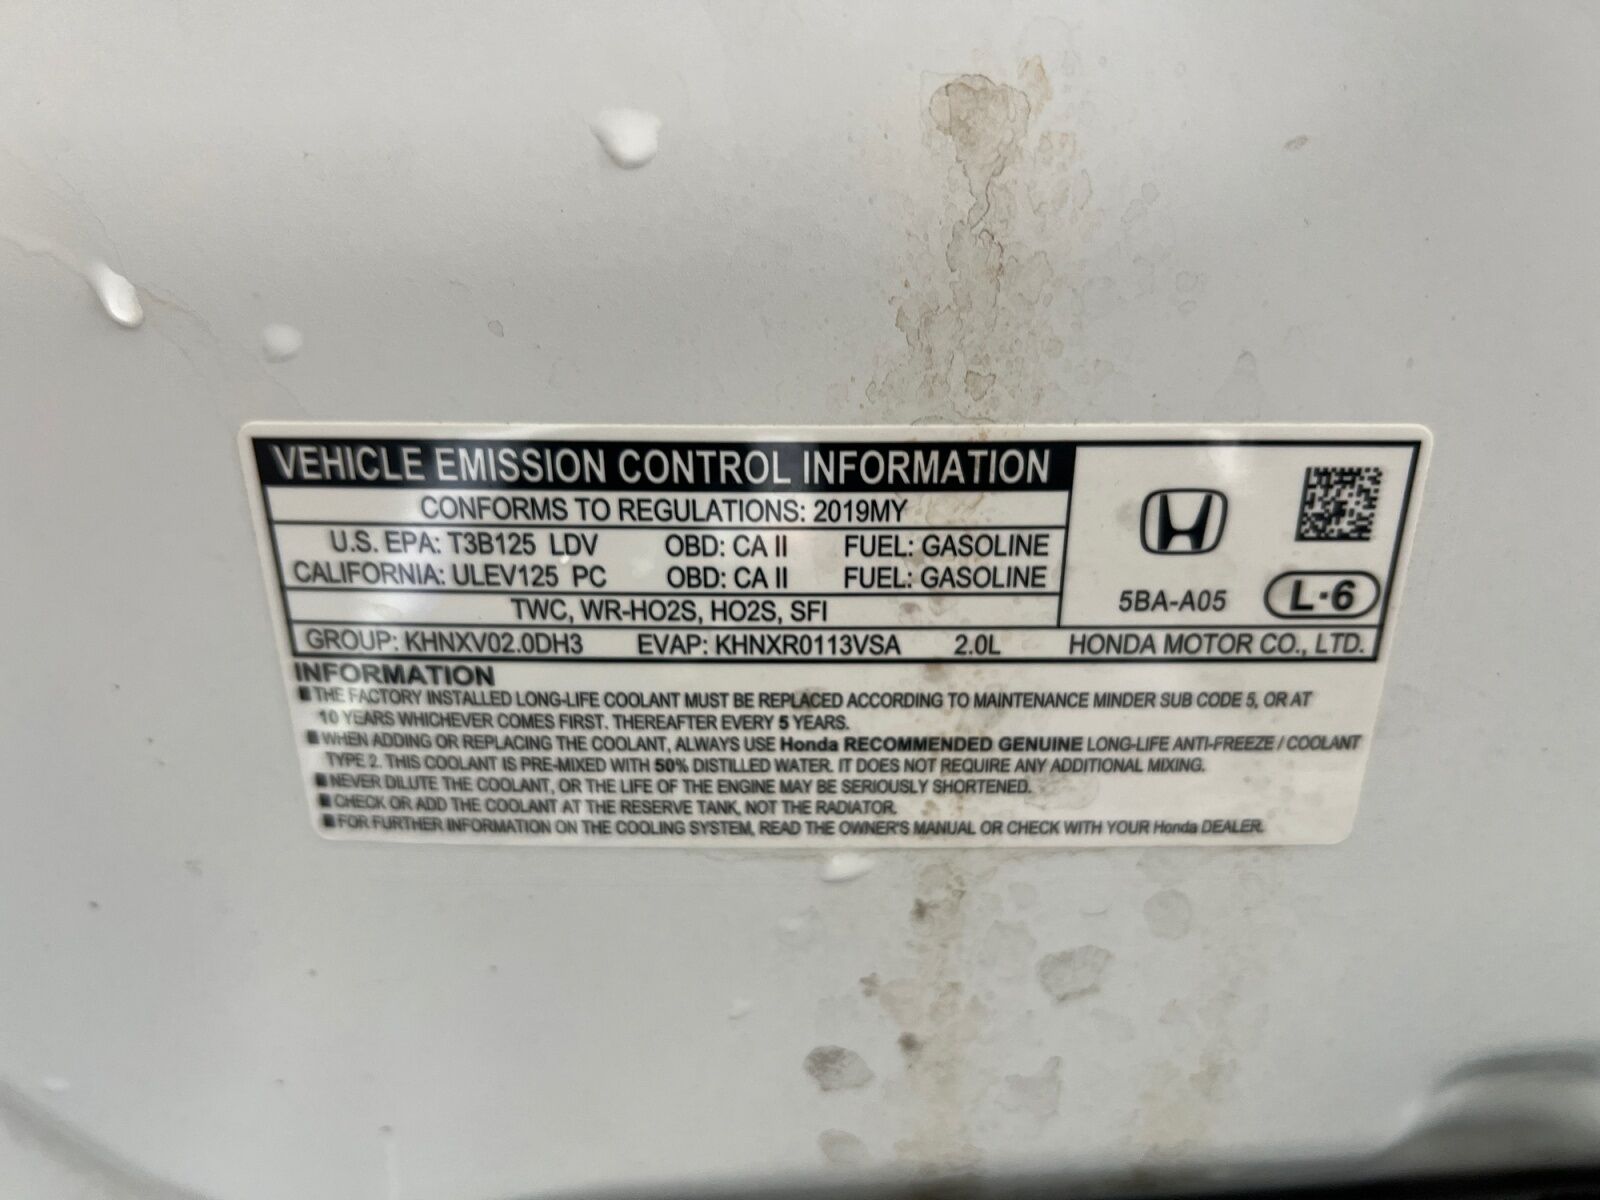 VEHICLE EMISSION CONTROL INFORMATION
CONFORMS TO REGULATIONS: 2019MY
U.S. EPA: T3B125 LDV OBD: CA II FUEL: GASOLINE
CALIFORNIA: ULEV125 PC OBD: CA II FUEL: GASOLINE
TWC, WR-HO2S, HO2S, SFI
5BA-A05 L-6
GROUP: KHNXV02.0DH3 EVAP: KHNXR0113VSA 2.0L HONDA MOTOR CO., LTD.
INFORMATION
■ THE FACTORY INSTALLED LONG-LIFE COOLANT MUST BE REPLACED ACCORDING TO MAINTENANCE MINDER SUB CODE 5, OR AT
10 YEARS WHICHEVER COMES FIRST. THEREAFTER EVERY 5 YEARS.
■ WHEN ADDING OR REPLACING THE COOLANT, ALWAYS USE Honda RECOMMENDED GENUINE LONG-LIFE ANTI-FREEZE / COOLANT
TYPE 2. THIS COOLANT IS PRE-MIXED WITH 50% DISTILLED WATER. IT DOES NOT REQUIRE ANY ADDITIONAL MIXING.
■ NEVER DILUTE THE COOLANT, OR THE LIFE OF THE ENGINE MAY BE SERIOUSLY SHORTENED.
■ CHECK OR ADD THE COOLANT AT THE RESERVE TANK, NOT THE RADIATOR.
■ FOR FURTHER INFORMATION ON THE COOLING SYSTEM, READ THE OWNER'S MANUAL OR CHECK WITH YOUR Honda DEALER.